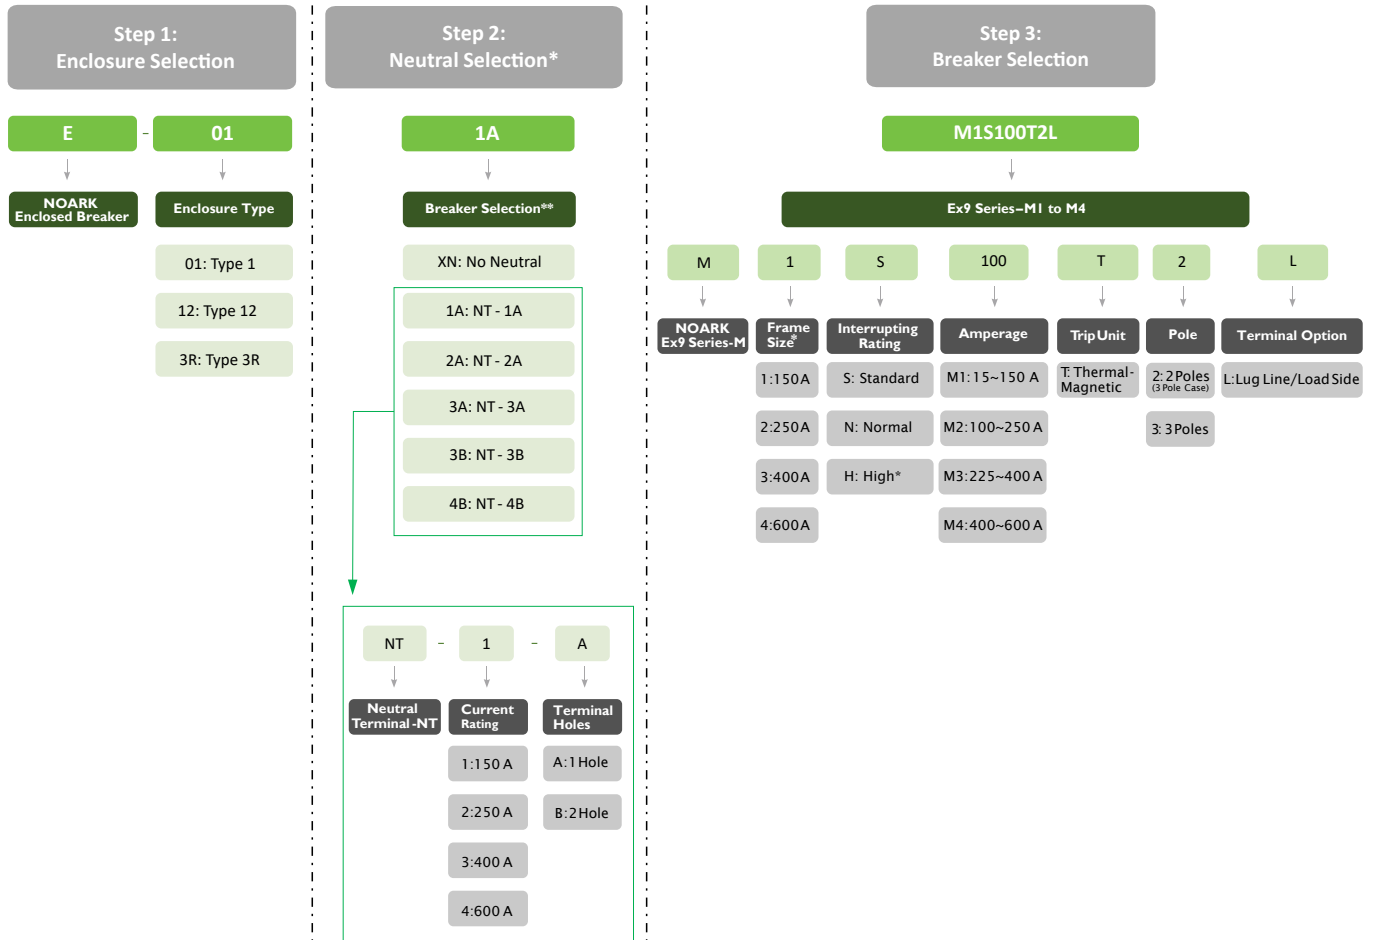 Step 1:
Enclosure Selection
E
-
01
NOARK
Enclosed Breaker
Enclosure Type
01: Type 1
12: Type 12
3R: Type 3R
Step 2:
Neutral Selection*
1A
Breaker Selection**
XN: No Neutral
1A: NT - 1A
2A: NT - 2A
3A: NT - 3A
3B: NT - 3B
4B: NT - 4B
NT - 1 - A
Neutral
Terminal-NT
Current
Rating
Terminal
Holes
1:150 A
2:250 A
3:400 A
4:600 A
A:1 Hole
B:2 Hole
Step 3:
Breaker Selection
M1S100T2L
Ex9 Series–M1 to M4
M 1 S 100 T 2 L
NOARK
Ex9 Series-M
Frame
Size*
Interrupting
Rating
Amperage
Trip Unit
Pole
Terminal Option
1:150 A
2:250 A
3:400 A
4:600 A
S: Standard
N: Normal
H: High*
M1:15~150 A
M2:100~250 A
M3:225~400 A
M4:400~600 A
T: Thermal-
Magnetic
2: 2 Poles
(3 Pole Case)
3: 3 Poles
L:Lug Line/Load Side